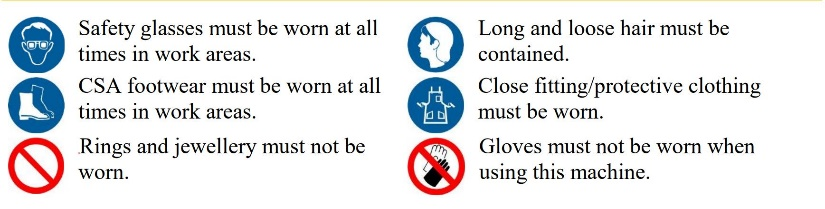 Safety glasses must be worn at all
times in work areas.
CSA footwear must be worn at all
times in work areas.
Rings and jewellery must not be
worn.
Long and loose hair must be
contained.
Close fitting/protective clothing
must be worn.
Gloves must not be worn when
using this machine.